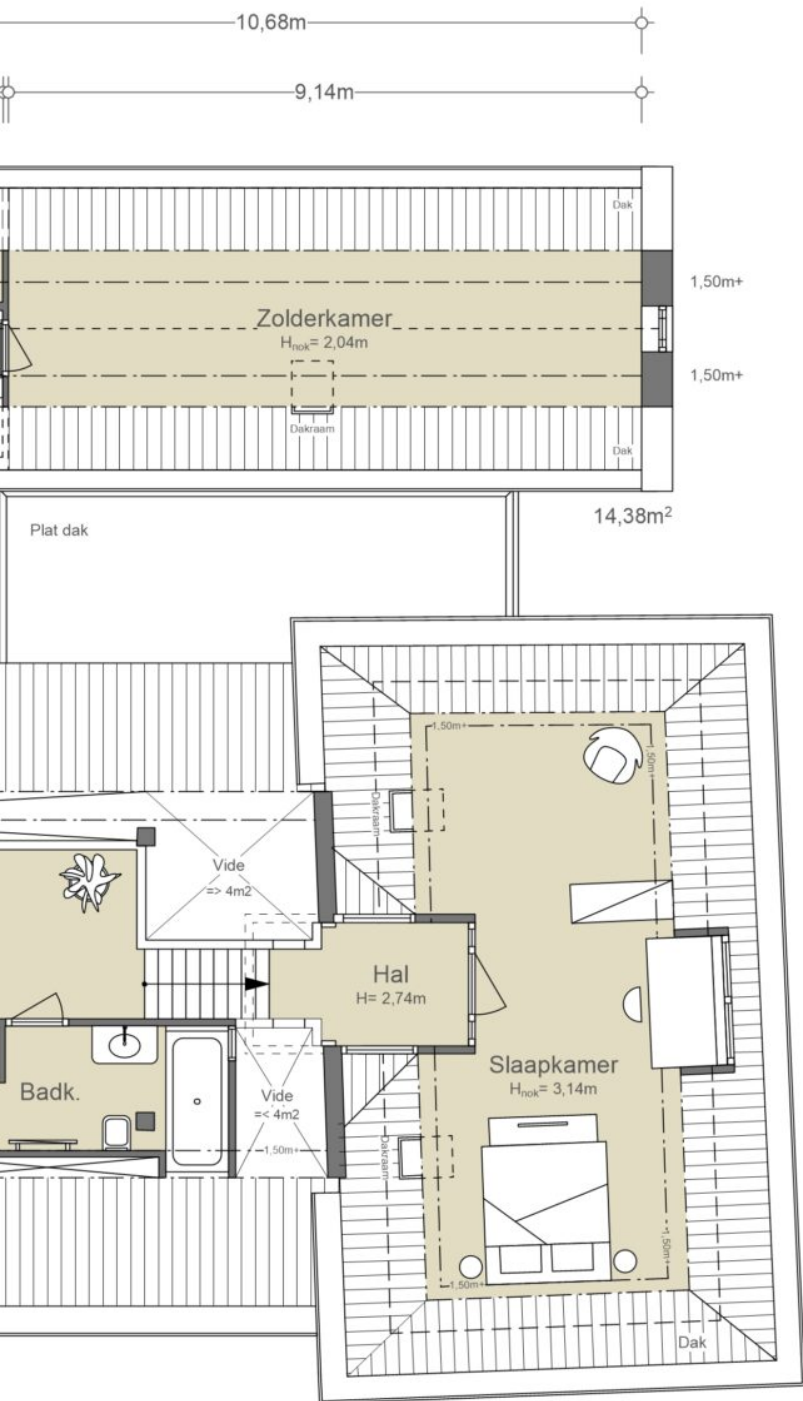 10,68m
9,14m
Dak
1,50m+
Zolderkamer
Hnok= 2,04m
1,50m+
Dakraam
Dak
14,38m²
Plat dak
1,50m+
1,50m+
Dakraam
Vide
=> 4m2
Hal
H= 2,74m
Slaapkamer
Hnok= 3,14m
Badk.
Vide
=< 4m2
1,50m+
Dakraam
1,50m+
1,50m+
Dak